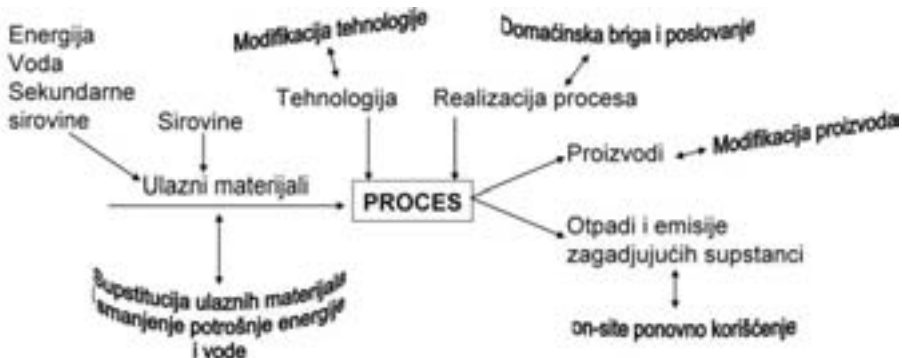 Energija
Voda
Sekundarne
sirovine
Sirovine
Ulazni materijali
Modifikacija tehnologije
Tehnologija
Domaćinska briga i poslovanje
Realizacija procesa
PROCES
Proizvodi
Modifikacija proizvoda
Otpadi i emisije
zagadjujućih supstanci
on-site ponovno korišćenje
Supstitucija ulaznih materijala
i smanjenje potrošnje energije
i vode